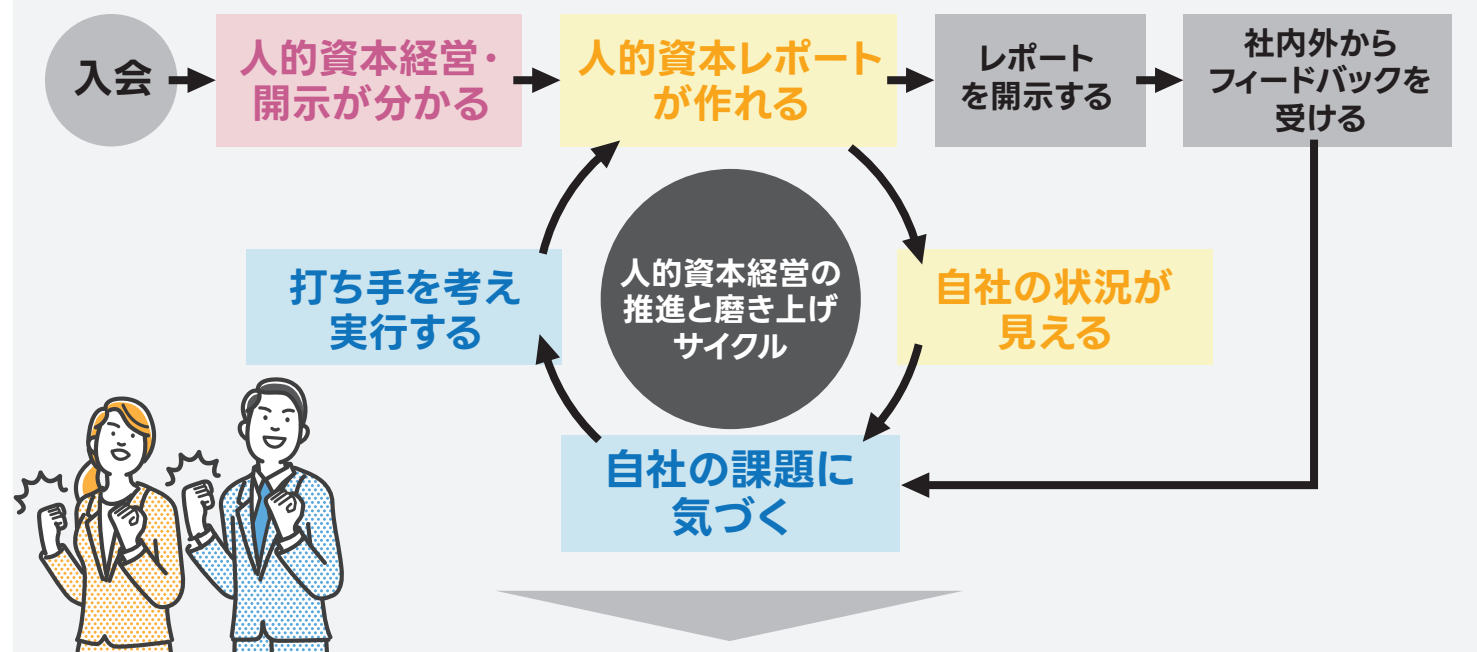 入会
人的資本経営・
開示が分かる
人的資本レポート
が作れる
レポート
を開示する
社内外から
フィードバックを
受ける
打ち手を考え
実行する
人的資本経営の
推進と磨き上げ
サイクル
自社の状況が
見える
自社の課題に
気づく